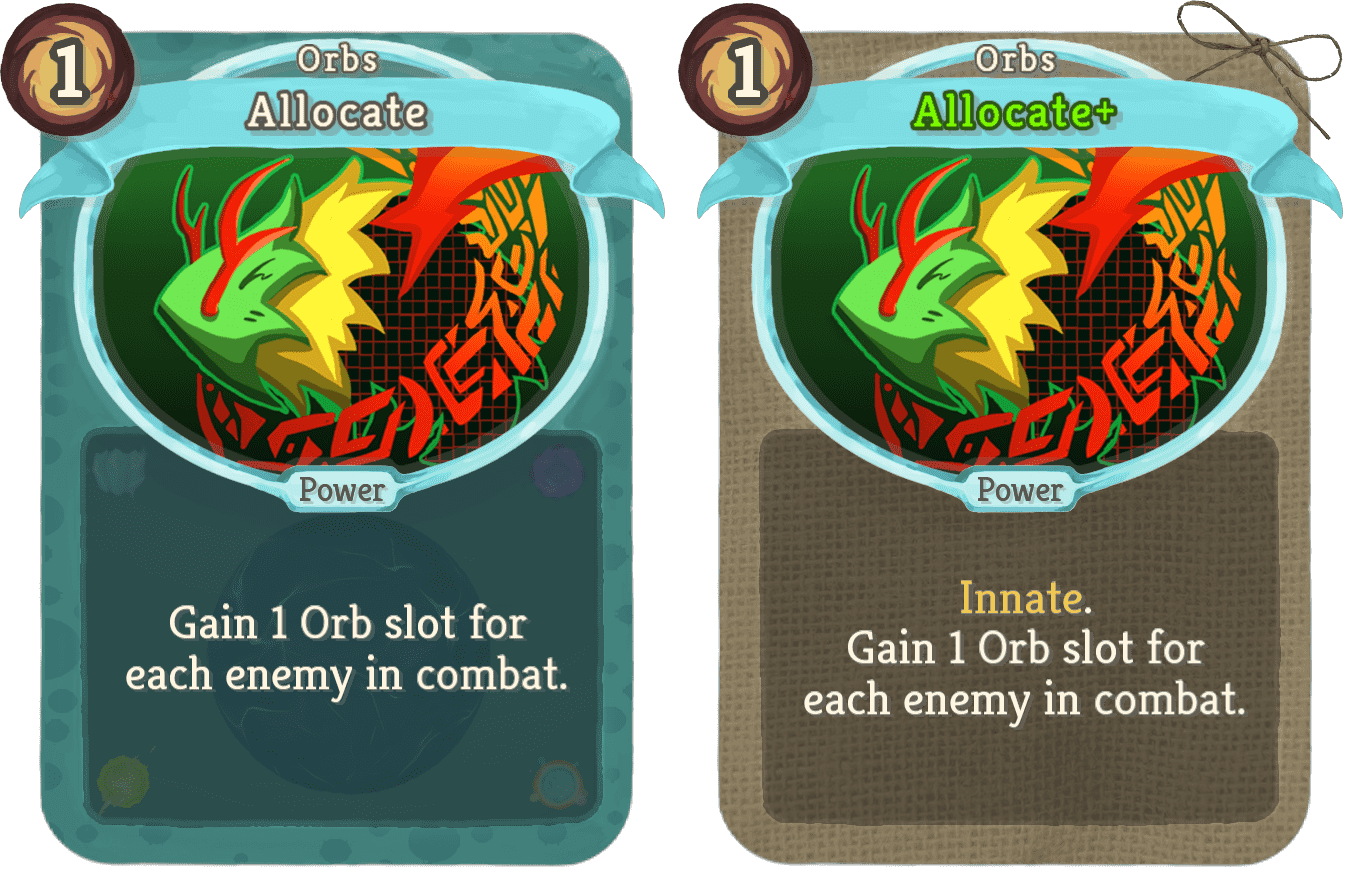 1
Orbs
Allocate
Power
Gain 1 Orb slot for
each enemy in combat.
1
Orbs
Allocate+
Power
Innate.
Gain 1 Orb slot for
each enemy in combat.